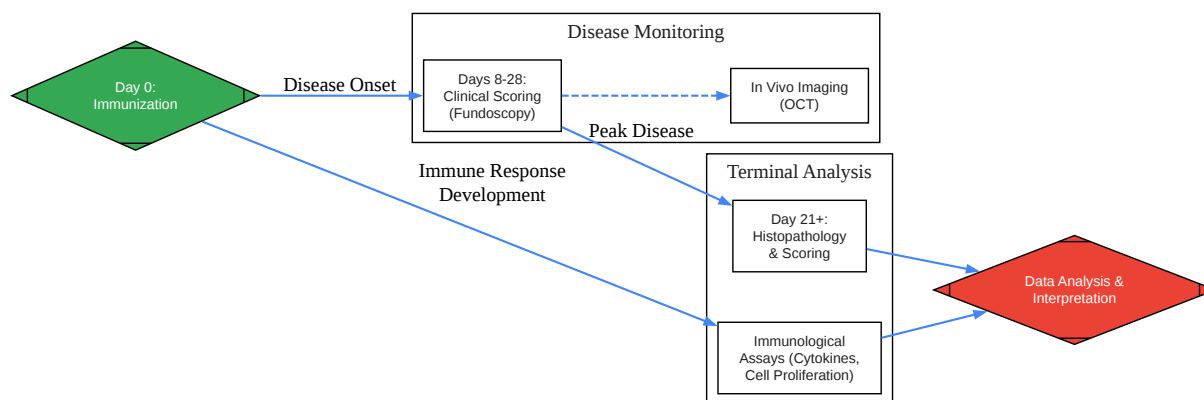 Disease Monitoring
Day 0:
Immunization
Disease Onset
Days 8-28:
Clinical Scoring
(Fundoscopy)
In Vivo Imaging
(OCT)
Peak Disease
Immune Response
Development
Terminal Analysis
Day 21+:
Histopathology
& Scoring
Data Analysis &
Interpretation
Immunological
Assays (Cytokines,
Cell Proliferation)